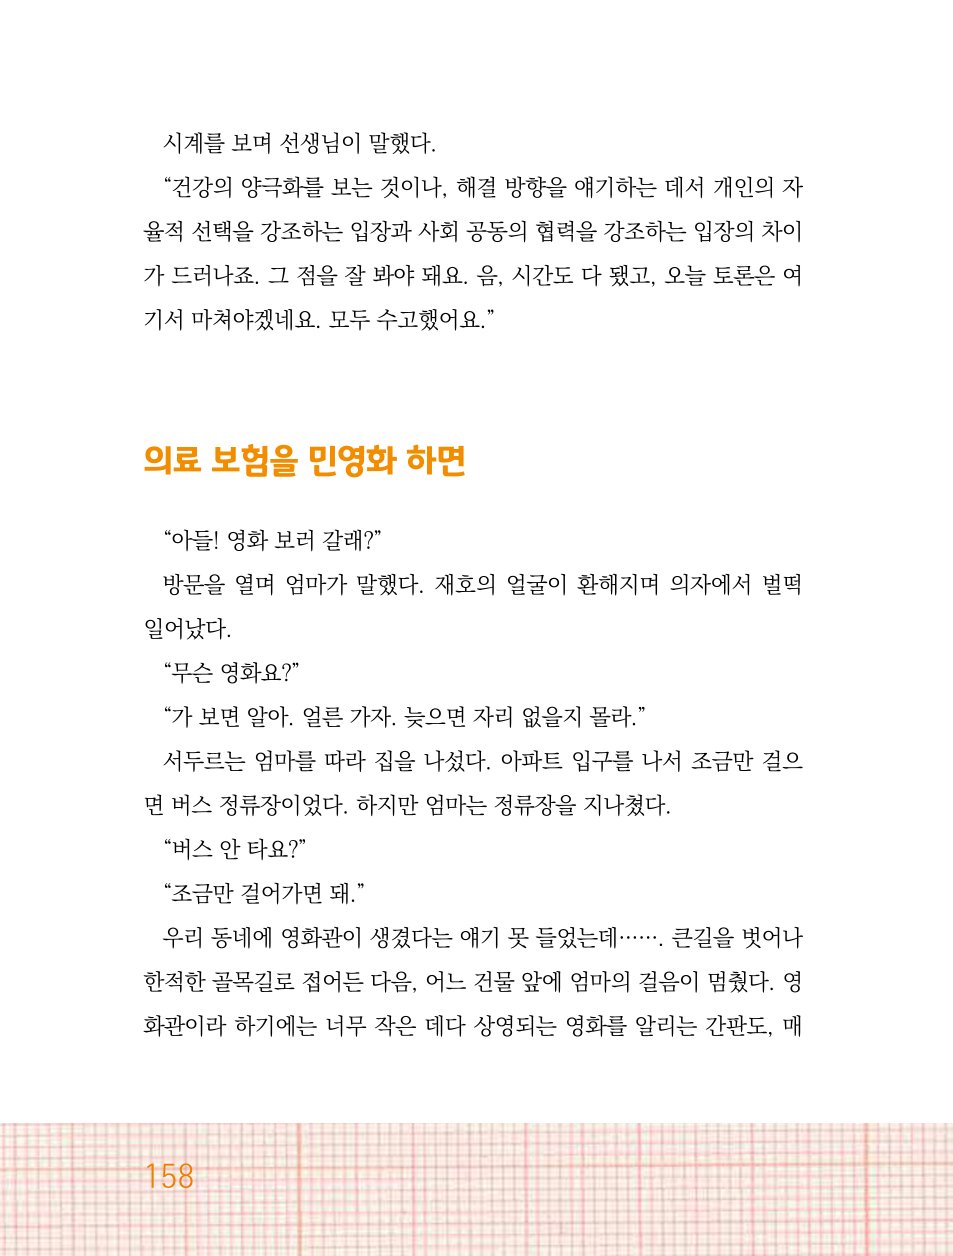 시계를 보며 선생님이 말했다.
“건강의 양극화를 보는 것이나, 해결 방향을 얘기하는 데서 개인의 자
율적 선택을 강조하는 입장과 사회 공동의 협력을 강조하는 입장의 차이
가 드러나죠. 그 점을 잘 봐야 돼요. 음, 시간도 다 됐고, 오늘 토론은 여
기서 마쳐야겠네요. 모두 수고했어요.”
의료 보험을 민영화 하면
“아들! 영화 보러 갈래?”
방문을 열며 엄마가 말했다. 재호의 얼굴이 환해지며 의자에서 벌떡
일어났다.
“무슨 영화요?”
“가 보면 알아. 얼른 가자. 늦으면 자리 없을지 몰라.”
서두르는 엄마를 따라 집을 나섰다. 아파트 입구를 나서 조금만 걸으
면 버스 정류장이었다. 하지만 엄마는 정류장을 지나쳤다.
“버스 안 타요?”
“조금만 걸어가면 돼.”
우리 동네에 영화관이 생겼다는 얘기 못 들었는데……. 큰길을 벗어나
한적한 골목길로 접어든 다음, 어느 건물 앞에 엄마의 걸음이 멈췄다. 영
화관이라 하기에는 너무 작은 데다 상영되는 영화를 알리는 간판도, 매
158